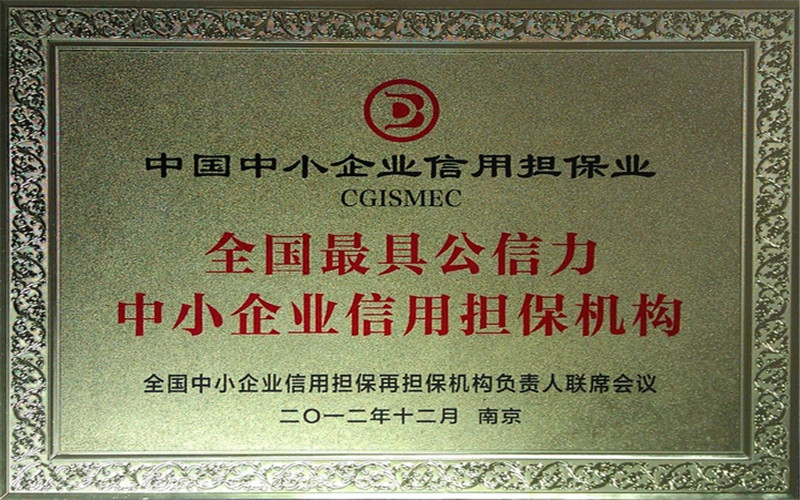 中国中小企业信用担保业
CGISMEC
全国最具公信力
中小企业信用担保机构
全国中小企业信用担保再担保机构负责人联席会议
二〇一二年十二月 南京